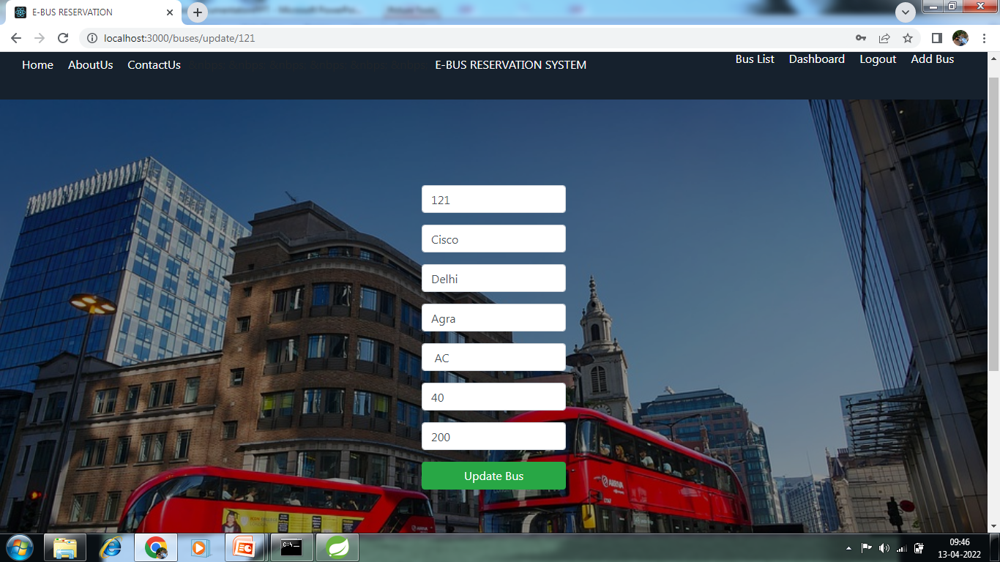 E-BUS RESERVATION
localhost:3000/buses/update/121
Home AboutUs ContactUs E-BUS RESERVATION SYSTEM Bus List Dashboard Logout Add Bus
121
Cisco
Delhi
Agra
AC
40
200
Update Bus
ARRIVA
C:\.
09:46
13-04-2022